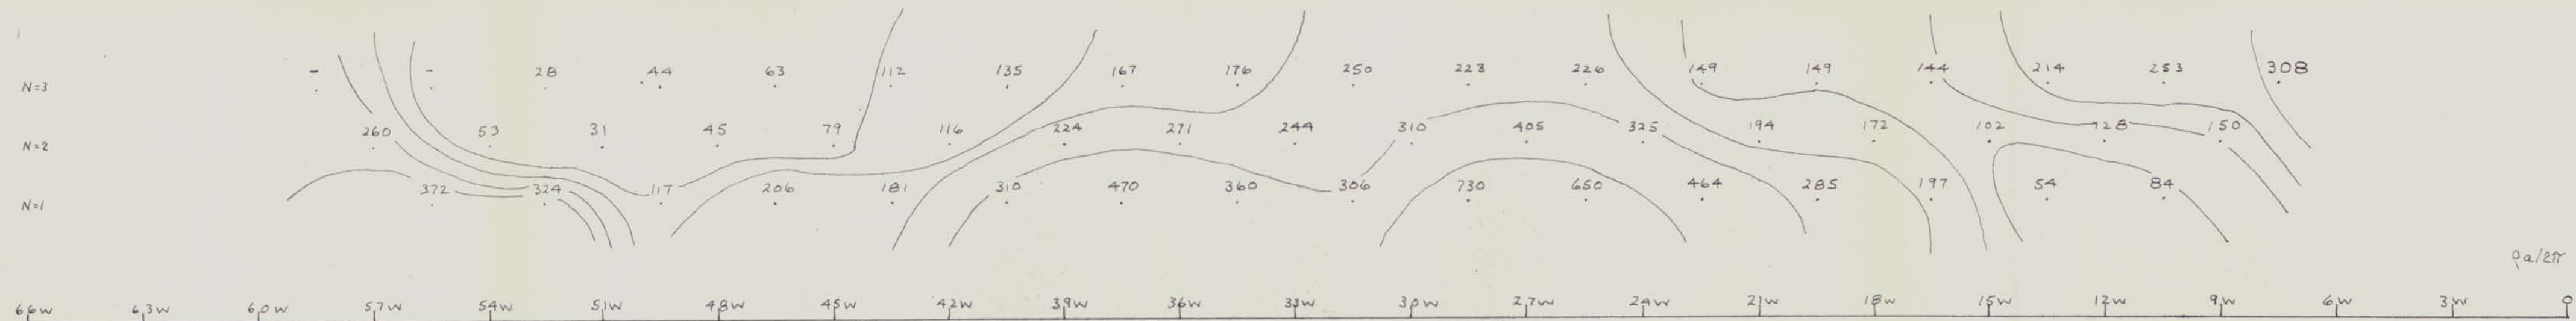 N=3 - - 28 44 63 112 135 167 176 250 223 226 149 149 144 214 253 308
N=2 260 53 31 45 79 116 224 271 244 310 405 325 194 172 102 128 150
N=1 372 324 117 206 181 310 470 360 306 730 650 464 285 197 54 84
ρa/2π
66W 63W 60W 57W 54W 51W 48W 45W 42W 39W 36W 33W 30W 27W 24W 21W 18W 15W 12W 9W 6W 3W 0